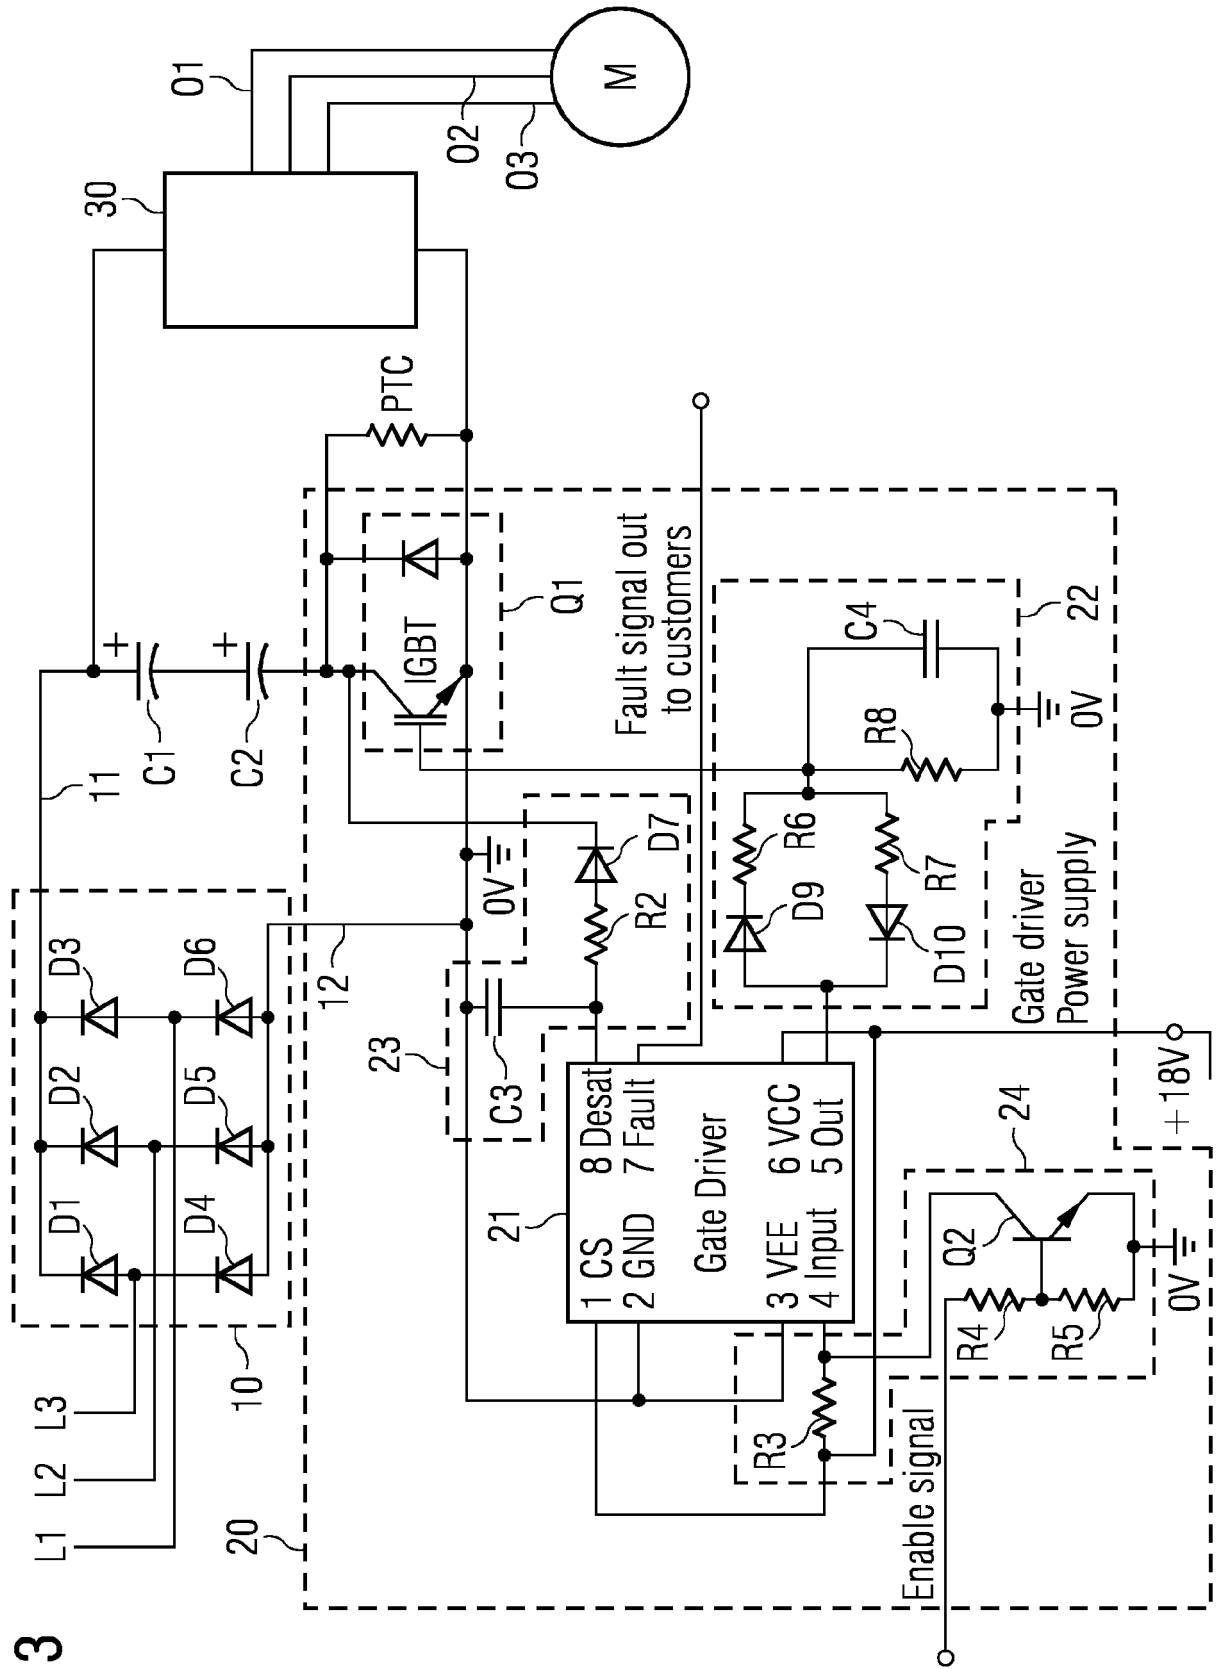 3
L1
L2
L3
10
D1
D2
D3
D4
D5
D6
11
12
C1
+
C2
+
30
O1
O2
O3
M
PTC
IGBT
Q1
20
0V
23
C3
R2
D7
21
1 CS
2 GND
3 VEE
4 Input
Gate Driver
8 Desat
7 Fault
6 VCC
5 Out
Fault signal out
to customers
22
D9
R6
D10
R7
R8
C4
0V
Gate driver
Power supply
+18V
24
R3
R4
R5
Q2
0V
Enable signal